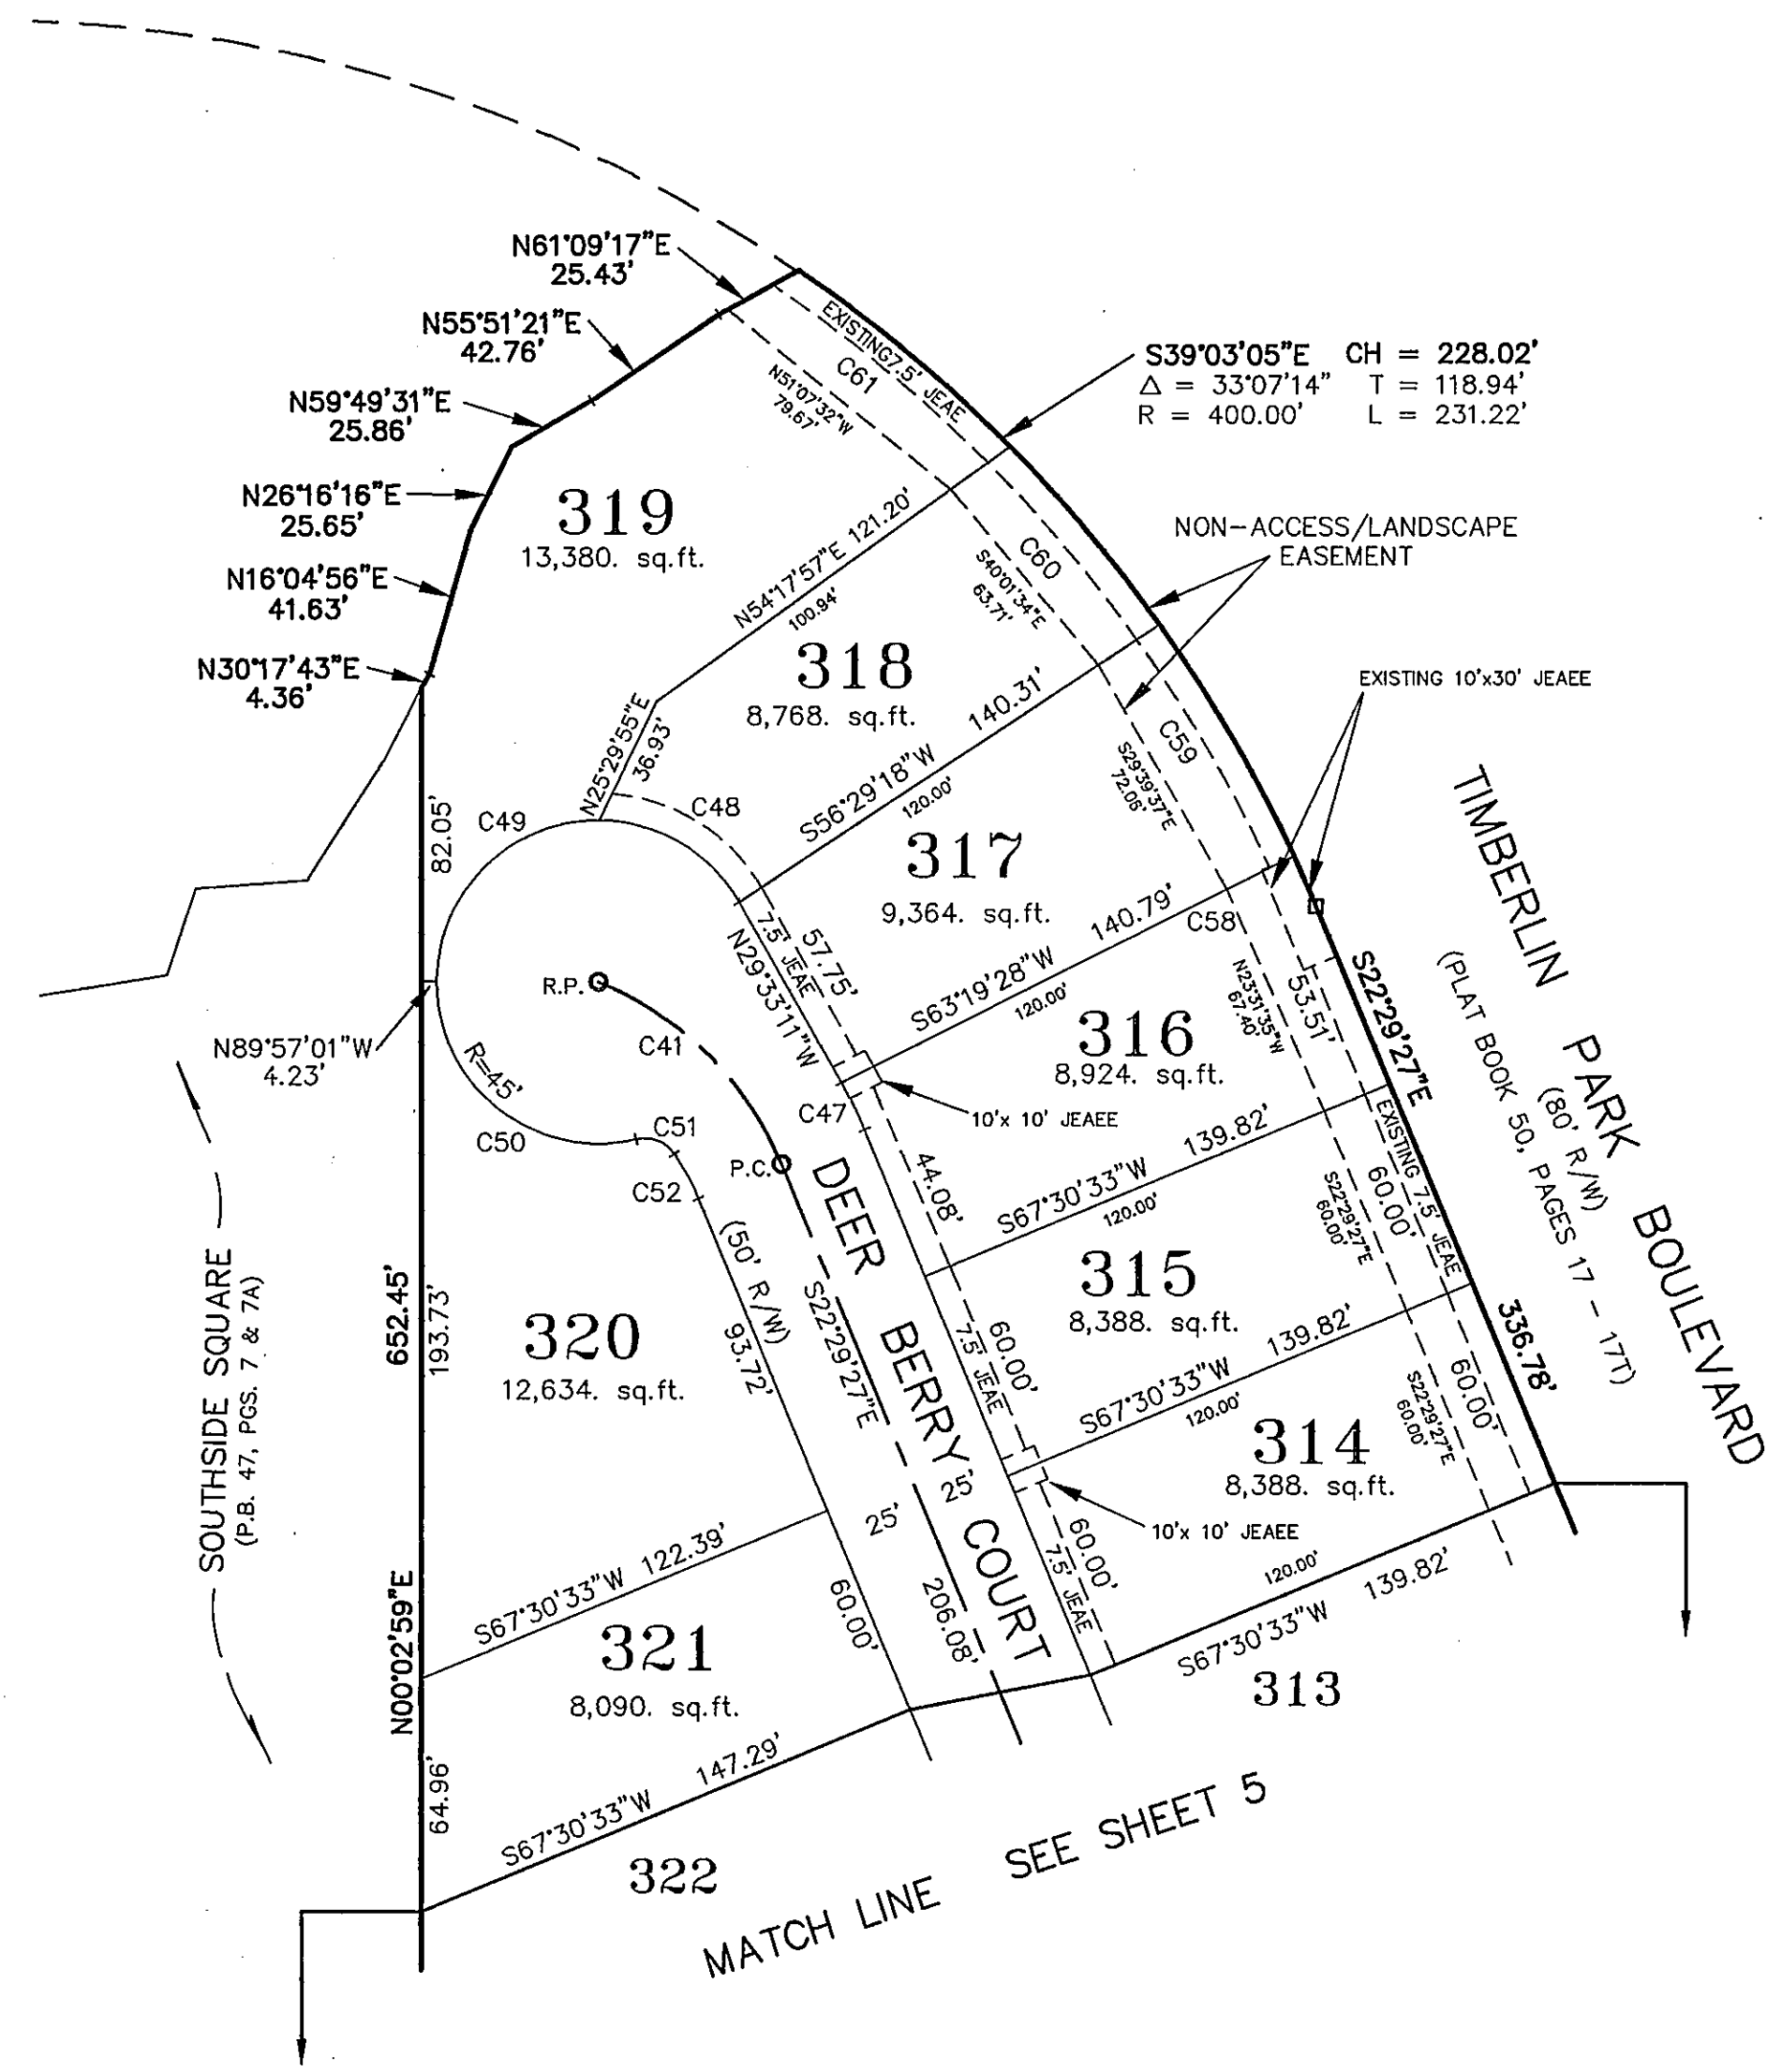 N61°09'17"E
25.43'
N55°51'21"E
42.76'
N59°49'31"E
25.86'
N26°16'16"E
25.65'
N16°04'56"E
41.63'
N30°17'43"E
4.36'
EXISTING 7.5' JEAE
C61
N51°07'32"W
79.67'
S39°03'05"E CH = 228.02'
Δ = 33°07'14" T = 118.94'
R = 400.00' L = 231.22'
319
13,380. sq.ft.
N54°17'57"E 121.20'
100.94'
C60
S40°01'34"E
63.71'
NON-ACCESS/LANDSCAPE
EASEMENT
318
8,768. sq.ft.
N25°29'55"E
36.93'
EXISTING 10'x30' JEAEE
C59
S29°39'37"E
72.06'
S56°29'18"W 140.31'
120.00'
C48
C49
82.05'
317
9,364. sq.ft.
7.5' JEAE
57.75'
N29°33'11"W
C58
S63°19'28"W 140.79'
120.00'
R.P.
C41
N89°57'01"W
4.23'
R=45'
C50
C51
C52
C47
P.C.
10'x 10' JEAEE
316
8,924. sq.ft.
N23°31'35"W
67.40'
53.51'
S22°29'27"E
336.78'
TIMBERLIN PARK BOULEVARD
(80' R/W)
(PLAT BOOK 50, PAGES 17 - 17T)
44.08'
S67°30'33"W 139.82'
120.00'
EXISTING 7.5' JEAE
60.00'
S22°29'27"E
60.00'
315
8,388. sq.ft.
60.00'
7.5' JEAE
S67°30'33"W 139.82'
120.00'
60.00'
S22°29'27"E
60.00'
314
8,388. sq.ft.
10'x 10' JEAEE
60.00'
7.5' JEAE
120.00'
S67°30'33"W 139.82'
313
DEER BERRY COURT
(50' R/W)
S22°29'27"E
206.08'
25'
25'
93.72'
320
12,634. sq.ft.
652.45'
193.73'
N00°02'59"E
SOUTHSIDE SQUARE
(P.B. 47, PGS. 7 & 7A)
S67°30'33"W 122.39'
60.00'
321
8,090. sq.ft.
64.96'
S67°30'33"W 147.29'
322
MATCH LINE SEE SHEET 5